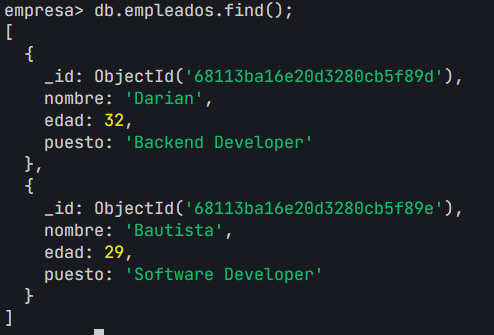 empresa> db.empleados.find();
[
  {
    _id: ObjectId('68113ba16e20d3280cb5f89d'),
    nombre: 'Darian',
    edad: 32,
    puesto: 'Backend Developer'
  },
  {
    _id: ObjectId('68113ba16e20d3280cb5f89e'),
    nombre: 'Bautista',
    edad: 29,
    puesto: 'Software Developer'
  }
]